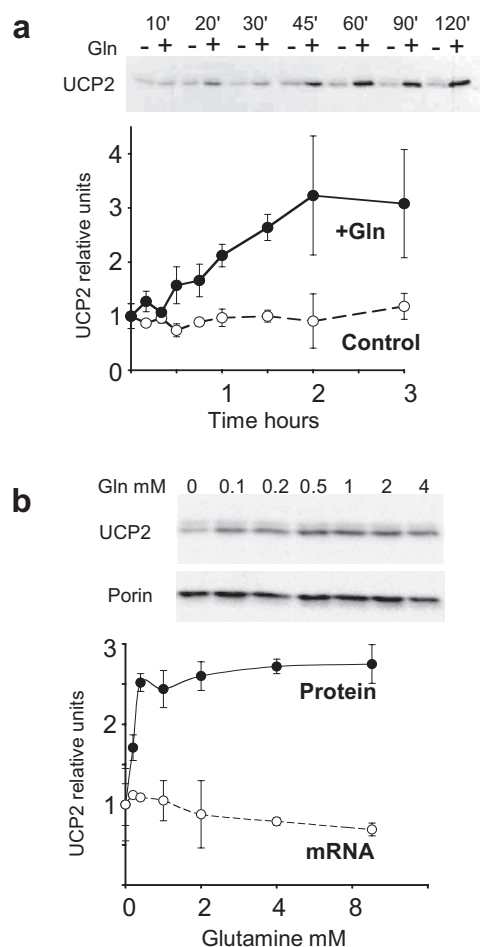 a
10' 20' 30' 45' 60' 90' 120'
Gln - + - + - + - + - + - + - +
UCP2
4
3
2
1
0
UCP2 relative units
+Gln
Control
1 2 3
Time hours
b
Gln mM 0 0.1 0.2 0.5 1 2 4
UCP2
Porin
3
2
1
UCP2 relative units
Protein
mRNA
0 2 4 8
Glutamine mM